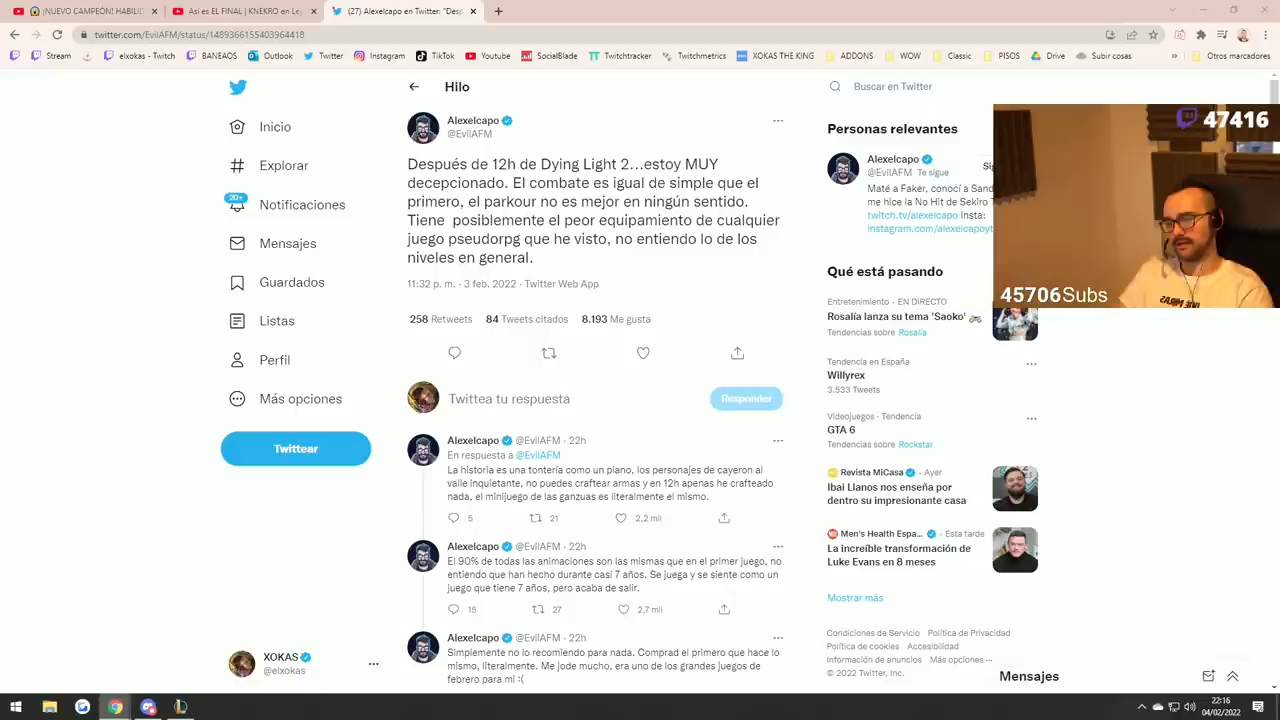 ¡NUEVO CAMPEÓN! HABILID
Así es EL FINAL | KNEKRO en Le
(27) Alexelcapo en Twitter: "Desp
twitter.com/EvilAFM/status/1489366155403964418
Stream
elxokas - Twitch
BANEAOS
Outlook
Twitter
Instagram
TikTok
Youtube
SocialBlade
Twitchtracker
Twitchmetrics
XOKAS THE KING
ADDONS
WOW
Classic
PISOS
Drive
68k.
Otros marcadores
Hilo
Buscar en Twitter
Inicio
Explorar
20+
Notificaciones
Mensajes
Guardados
Listas
Perfil
Más opciones
Twittear
XOKAS
@elxokas
Alexelcapo
@EvilAFM
Después de 12h de Dying Light 2...estoy MUY
decepcionado. El combate es igual de simple que el
primero, el parkour no es mejor en ningún sentido.
Tiene posiblemente el peor equipamiento de cualquier
juego pseudorpg que he visto, no entiendo lo de los
niveles en general.
11:32 p. m. · 3 feb. 2022 · Twitter Web App
258 Retweets 84 Tweets citados 8.193 Me gusta
Twittea tu respuesta
Responder
Alexelcapo @EvilAFM · 22h
En respuesta a @EvilAFM
La historia es una tontería como un piano, los personajes de cayeron al
valle inquietante, no puedes craftear armas y en 12h apenas he crafteado
nada, el minijuego de las ganzuas es literalmente el mismo.
5 21 2,2 mil
Alexelcapo @EvilAFM · 22h
El 90% de todas las animaciones son las mismas que en el primer juego, no
entiendo que han hecho durante casi 7 años. Se juega y se siente como un
juego que tiene 7 años, pero acaba de salir.
15 27 2,7 mil
Alexelcapo @EvilAFM · 22h
Simplemente no lo recomiendo para nada. Comprad el primero que hace lo
mismo, literalmente. Me jode mucho, era uno de los grandes juegos de
febrero para mi :(
Personas relevantes
Alexelcapo
@EvilAFM Te sigue
Si
Maté a Faker, conocí a Sand
me hice la No Hit de Sekiro T
twitch.tv/alexelcapo Insta:
instagram.com/alexelcapoyt
47416
45706Subs
Qué está pasando
Entretenimiento · EN DIRECTO
Rosalía lanza su tema 'Saoko'
Tendencias sobre Rosalía
Tendencia en España
Willyrex
3.533 Tweets
Videojuegos · Tendencia
GTA 6
Tendencias sobre Rockstar
Revista MiCasa · Ayer
Ibai Llanos nos enseña por
dentro su impresionante casa
Men's Health Espa... · Esta tarde
La increíble transformación de
Luke Evans en 8 meses
Mostrar más
Condiciones de Servicio Política de Privacidad
Política de cookies Accesibilidad
Información de anuncios Más opciones ···
© 2022 Twitter, Inc.
Mensajes
22:16
04/02/2022